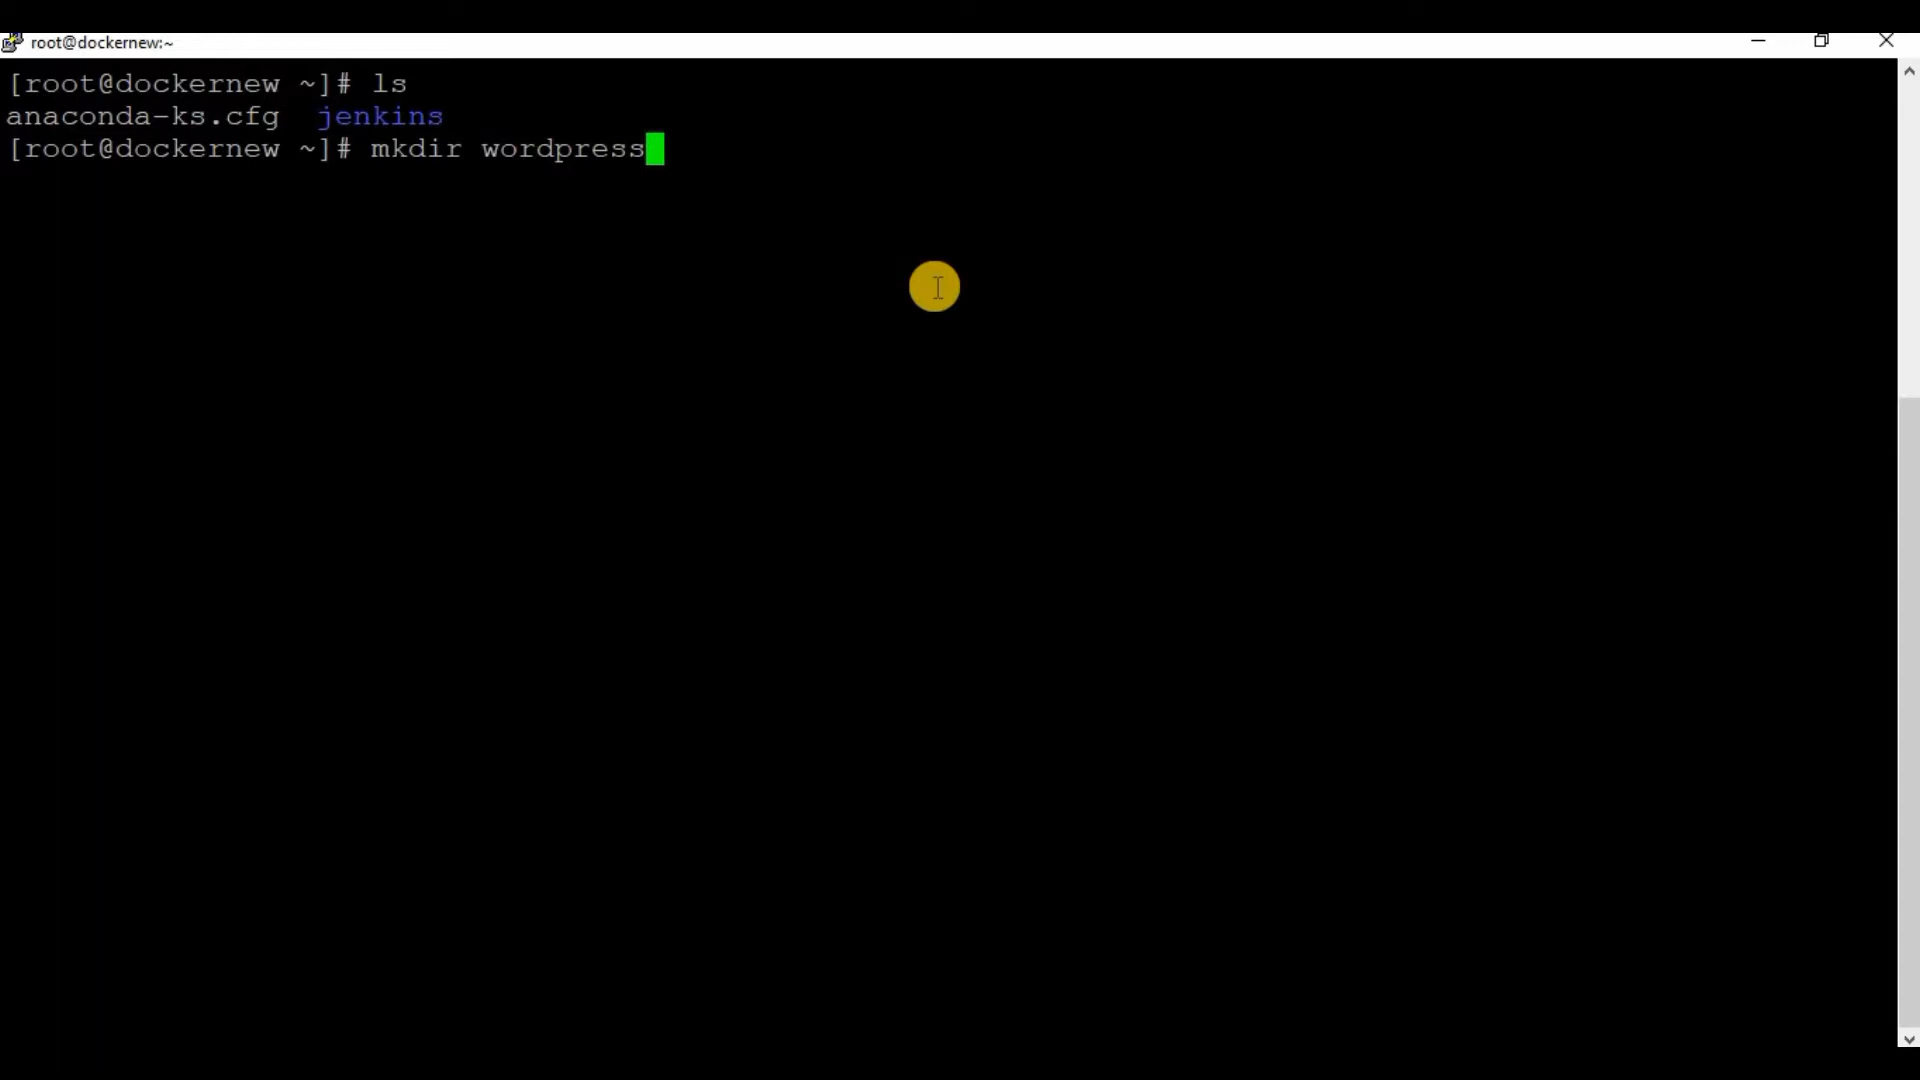 root@dockernew:~
[root@dockernew ~]# ls
anaconda-ks.cfg  jenkins
[root@dockernew ~]# mkdir wordpress